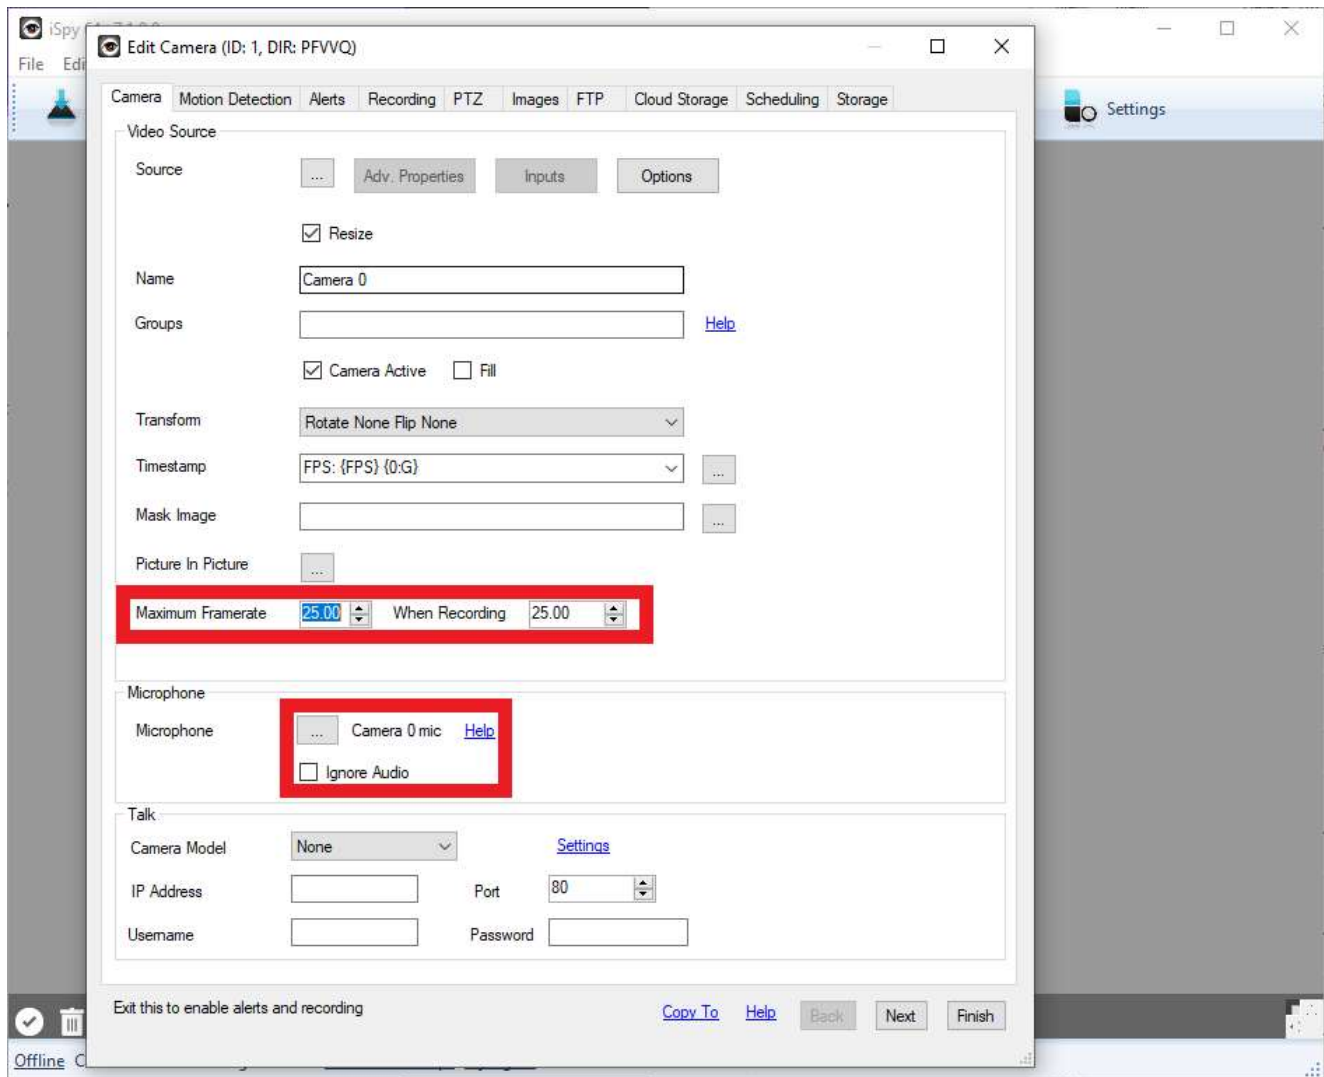 iSpy
Edit Camera (ID: 1, DIR: PFVVQ)
File Edi
Camera Motion Detection Alerts Recording PTZ Images FTP Cloud Storage Scheduling Storage
Settings
Video Source
Source ... Adv. Properties Inputs Options
Resize
Name Camera 0
Groups Help
Camera Active Fill
Transform Rotate None Flip None
Timestamp FPS: {FPS} {0:G} ...
Mask Image ...
Picture In Picture ...
Maximum Framerate 25.00 When Recording 25.00
Microphone
Microphone ... Camera 0 mic Help
Ignore Audio
Talk
Camera Model None Settings
IP Address Port 80
Username Password
Exit this to enable alerts and recording Copy To Help Back Next Finish
Offline C